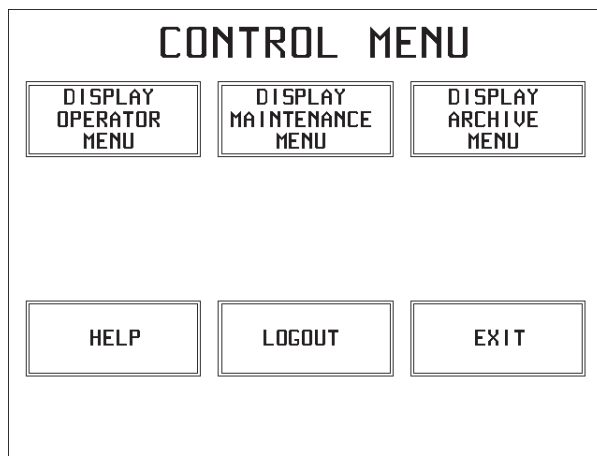 CONTROL MENU
DISPLAY
OPERATOR
MENU
DISPLAY
MAINTENANCE
MENU
DISPLAY
ARCHIVE
MENU
HELP
LOGOUT
EXIT